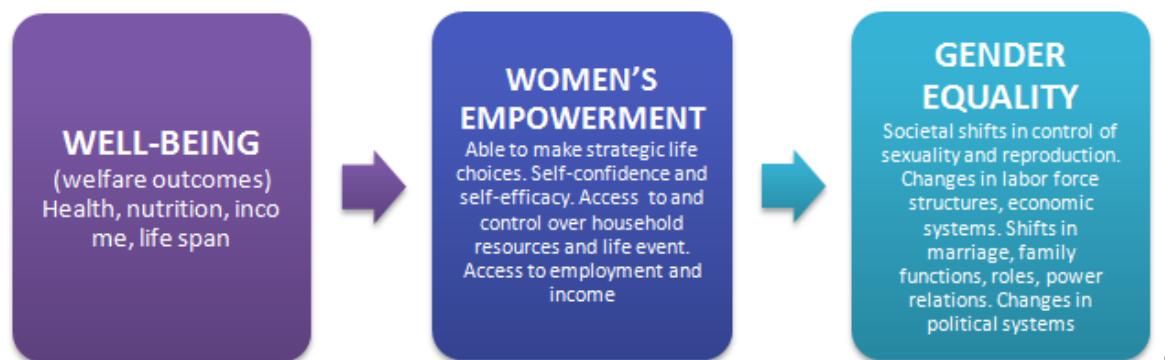 WELL-BEING
(welfare outcomes)
Health, nutrition, inco
me, life span
WOMEN'S
EMPOWERMENT
Able to make strategic life
choices. Self-confidence and
self-efficacy. Access to and
control over household
resources and life event.
Access to employment and
income
GENDER
EQUALITY
Societal shifts in control of
sexuality and reproduction.
Changes in labor force
structures, economic
systems. Shifts in
marriage, family
functions, roles, power
relations. Changes in
political systems